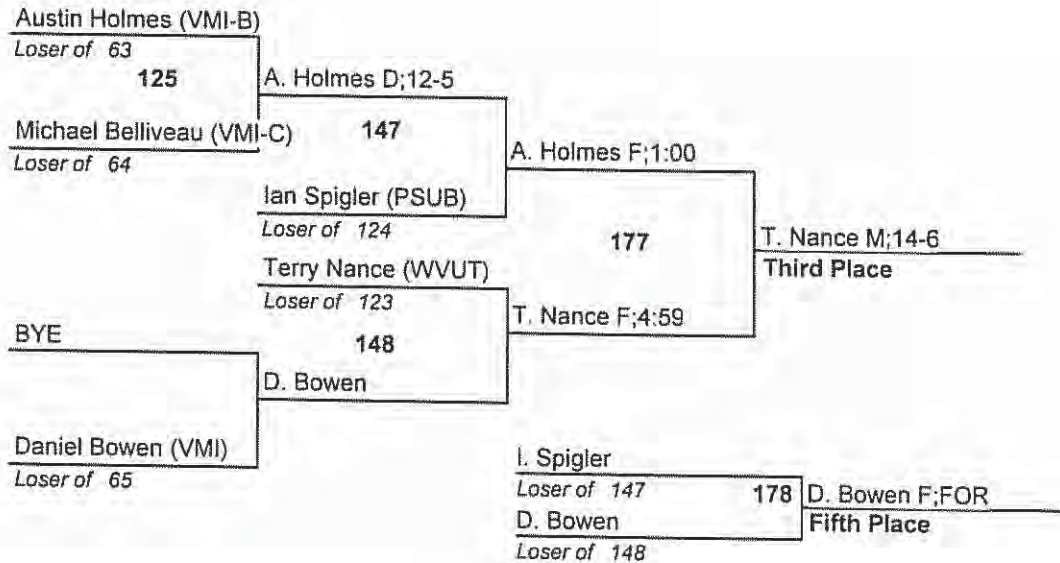 Austin Holmes (VMI-B)
Loser of 63
125
A. Holmes D;12-5
Michael Belliveau (VMI-C)
Loser of 64
147
A. Holmes F;1:00
Ian Spigler (PSUB)
Loser of 124
177
T. Nance M;14-6
Third Place
Terry Nance (WVUT)
Loser of 123
T. Nance F;4:59
BYE
148
D. Bowen
Daniel Bowen (VMI)
Loser of 65
I. Spigler
Loser of 147
178
D. Bowen F;FOR
Fifth Place
D. Bowen
Loser of 148